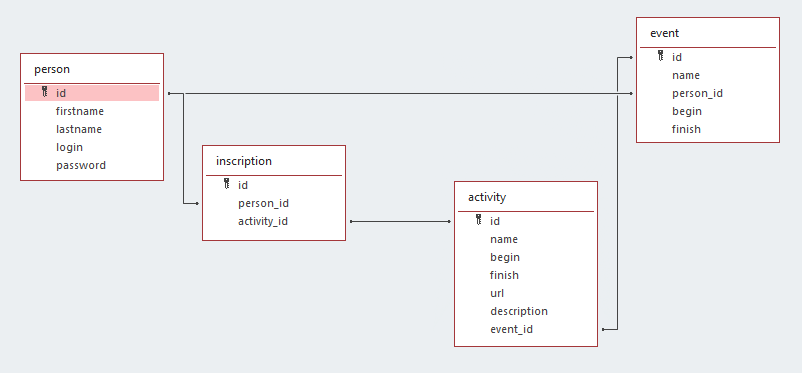 person
id
firstname
lastname
login
password
inscription
id
person_id
activity_id
activity
id
name
begin
finish
url
description
event_id
event
id
name
person_id
begin
finish